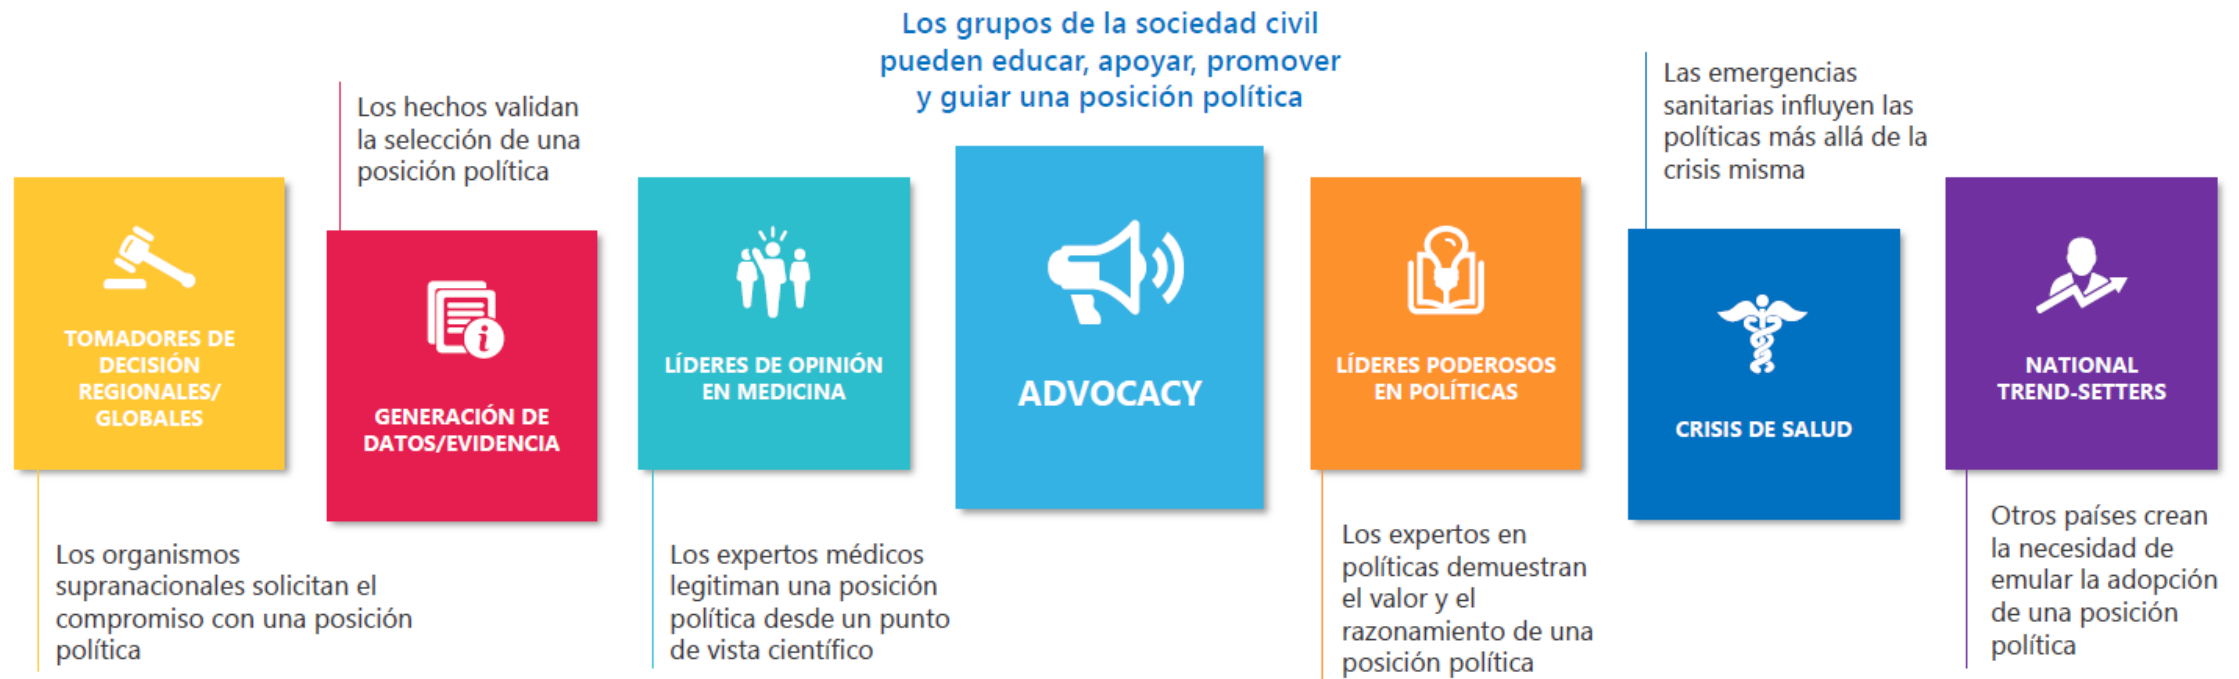 Los grupos de la sociedad civil
pueden educar, apoyar, promover
y guiar una posición política
TOMADORES DE
DECISIÓN
REGIONALES/
GLOBALES
Los organismos
supranacionales solicitan el
compromiso con una posición
política
Los hechos validan
la selección de una
posición política
GENERACIÓN DE
DATOS/EVIDENCIA
LÍDERES DE OPINIÓN
EN MEDICINA
Los expertos médicos
legitiman una posición
política desde un punto
de vista científico
ADVOCACY
LÍDERES PODEROSOS
EN POLÍTICAS
Los expertos en
políticas demuestran
el valor y el
razonamiento de una
posición política
Las emergencias
sanitarias influyen las
políticas más allá de la
crisis misma
CRISIS DE SALUD
NATIONAL
TREND-SETTERS
Otros países crean
la necesidad de
emular la adopción
de una posición
política